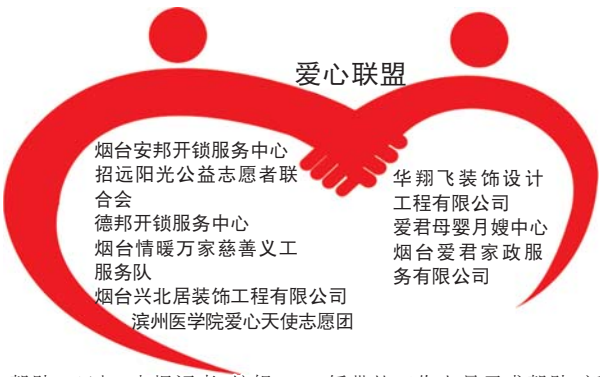 爱心联盟
烟台安邦开锁服务中心
招远阳光公益志愿者联
合会
德邦开锁服务中心
烟台情暖万家慈善义工
服务队
烟台兴北居装饰工程有限公司
滨州医学院爱心天使志愿团
华翔飞装饰设计
工程有限公司
爱君母婴月嫂中心
烟台爱君家政服
务有限公司